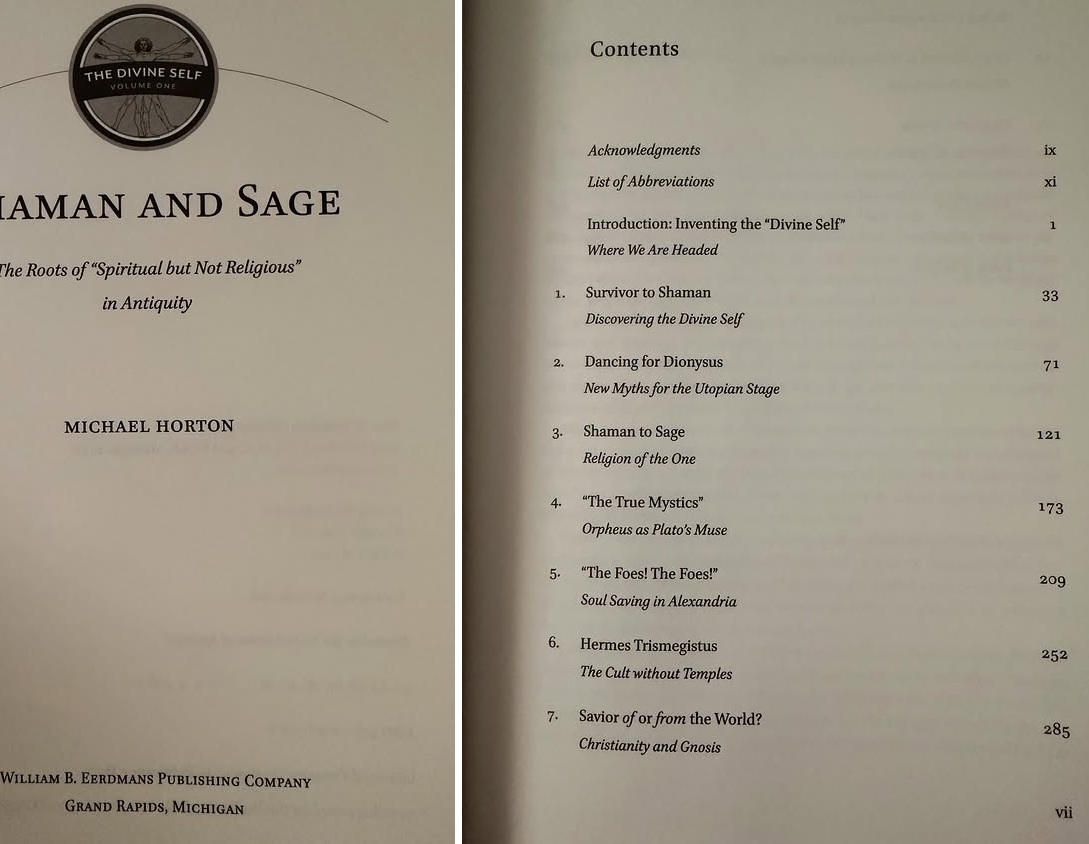 THE DIVINE SELF
VOLUME ONE
HAMAN AND SAGE
The Roots of “Spiritual but Not Religious”
in Antiquity
MICHAEL HORTON
WILLIAM B. EERDMANS PUBLISHING COMPANY
GRAND RAPIDS, MICHIGAN
Contents
Acknowledgments ix
List of Abbreviations xi
Introduction: Inventing the “Divine Self” 1
Where We Are Headed
1. Survivor to Shaman 33
Discovering the Divine Self
2. Dancing for Dionysus 71
New Myths for the Utopian Stage
3. Shaman to Sage 121
Religion of the One
4. “The True Mystics” 173
Orpheus as Plato’s Muse
5. “The Foes! The Foes!” 209
Soul Saving in Alexandria
6. Hermes Trismegistus 252
The Cult without Temples
7. Savior of or from the World? 285
Christianity and Gnosis
vii